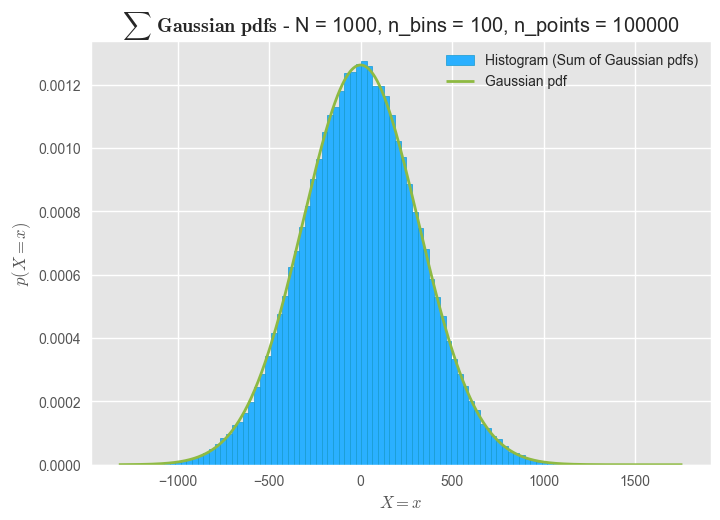 ∑ Gaussian pdfs - N = 1000, n_bins = 100, n_points = 100000
Histogram (Sum of Gaussian pdfs)
Gaussian pdf
0.0012
0.0010
0.0008
0.0006
0.0004
0.0002
0.0000
p(X = x)
−1000 −500 0 500 1000 1500
X = x